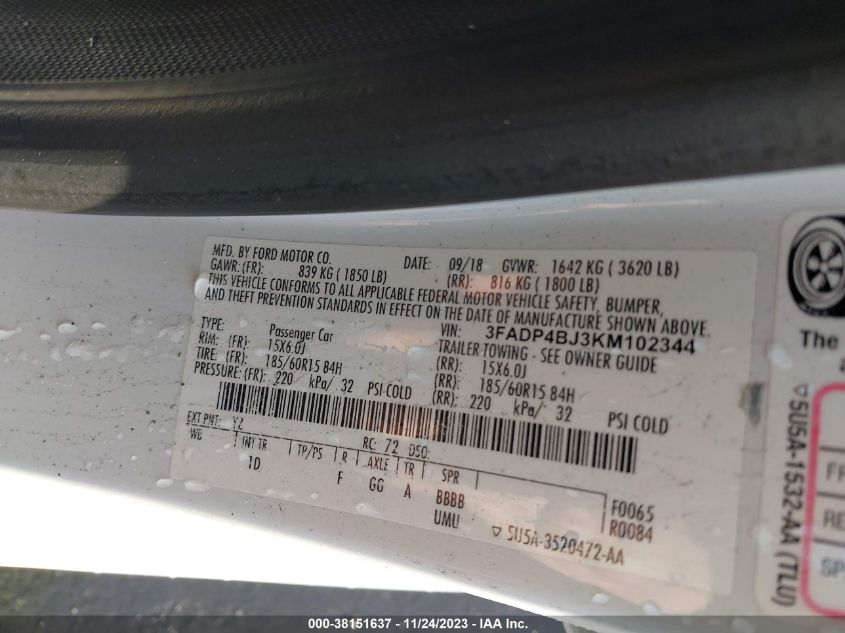 MFD. BY FORD MOTOR CO.
DATE: 09/18 GVWR: 1642 KG ( 3620 LB)
GAWR: (FR): 839 KG ( 1850 LB) (RR): 816 KG ( 1800 LB)
THIS VEHICLE CONFORMS TO ALL APPLICABLE FEDERAL MOTOR VEHICLE SAFETY, BUMPER,
AND THEFT PREVENTION STANDARDS IN EFFECT ON THE DATE OF MANUFACTURE SHOWN ABOVE.
VIN: 3FADP4BJ3KM102344
TYPE: Passenger Car TRAILER TOWING - SEE OWNER GUIDE
RIM: (FR): 15X6.0J (RR): 15X6.0J
TIRE: (FR): 185/60R15 84H (RR): 185/60R15 84H
PRESSURE: (FR): 220 kPa/ 32 PSI COLD (RR): 220 kPa/ 32 PSI COLD
EXT PNT: YZ RC: 72 DSO:
WB INT TR TP/PS R AXLE TR SPR
1D F GG A BBBB F0065
UMU R0084
5U5A-3520472-AA
The
a
5U5A-1532-AA (TLU)
FR
RE
SP
000-38151637 - 11/24/2023 - IAA Inc.